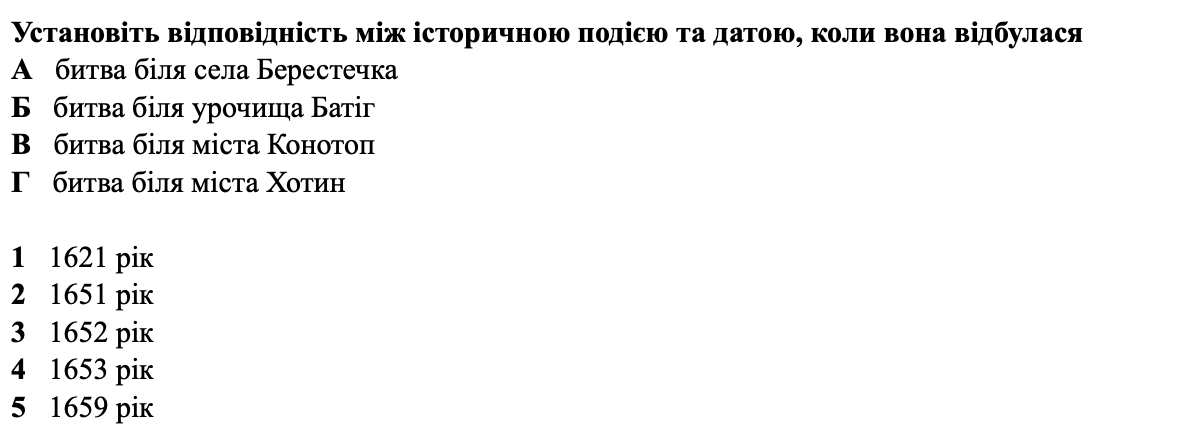 Установіть відповідність між історичною подією та датою, коли вона відбулася
А битва біля села Берестечка
Б битва біля урочища Батіг
В битва біля міста Конотоп
Г битва біля міста Хотин
1 1621 рік
2 1651 рік
3 1652 рік
4 1653 рік
5 1659 рік